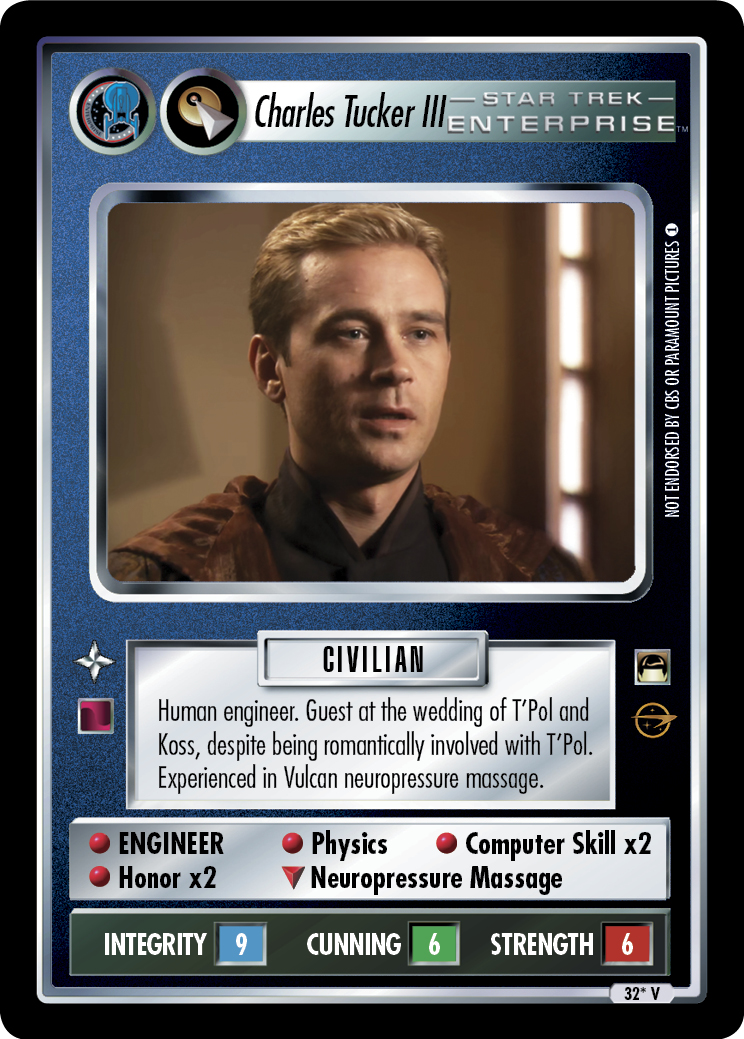 Charles Tucker III
STAR TREK
ENTERPRISE™
NOT ENDORSED BY CBS OR PARAMOUNT PICTURES 1
CIVILIAN
Human engineer. Guest at the wedding of T'Pol and
Koss, despite being romantically involved with T'Pol.
Experienced in Vulcan neuropressure massage.
ENGINEER Physics Computer Skill x2
Honor x2 Neuropressure Massage
INTEGRITY 9 CUNNING 6 STRENGTH 6
32* V